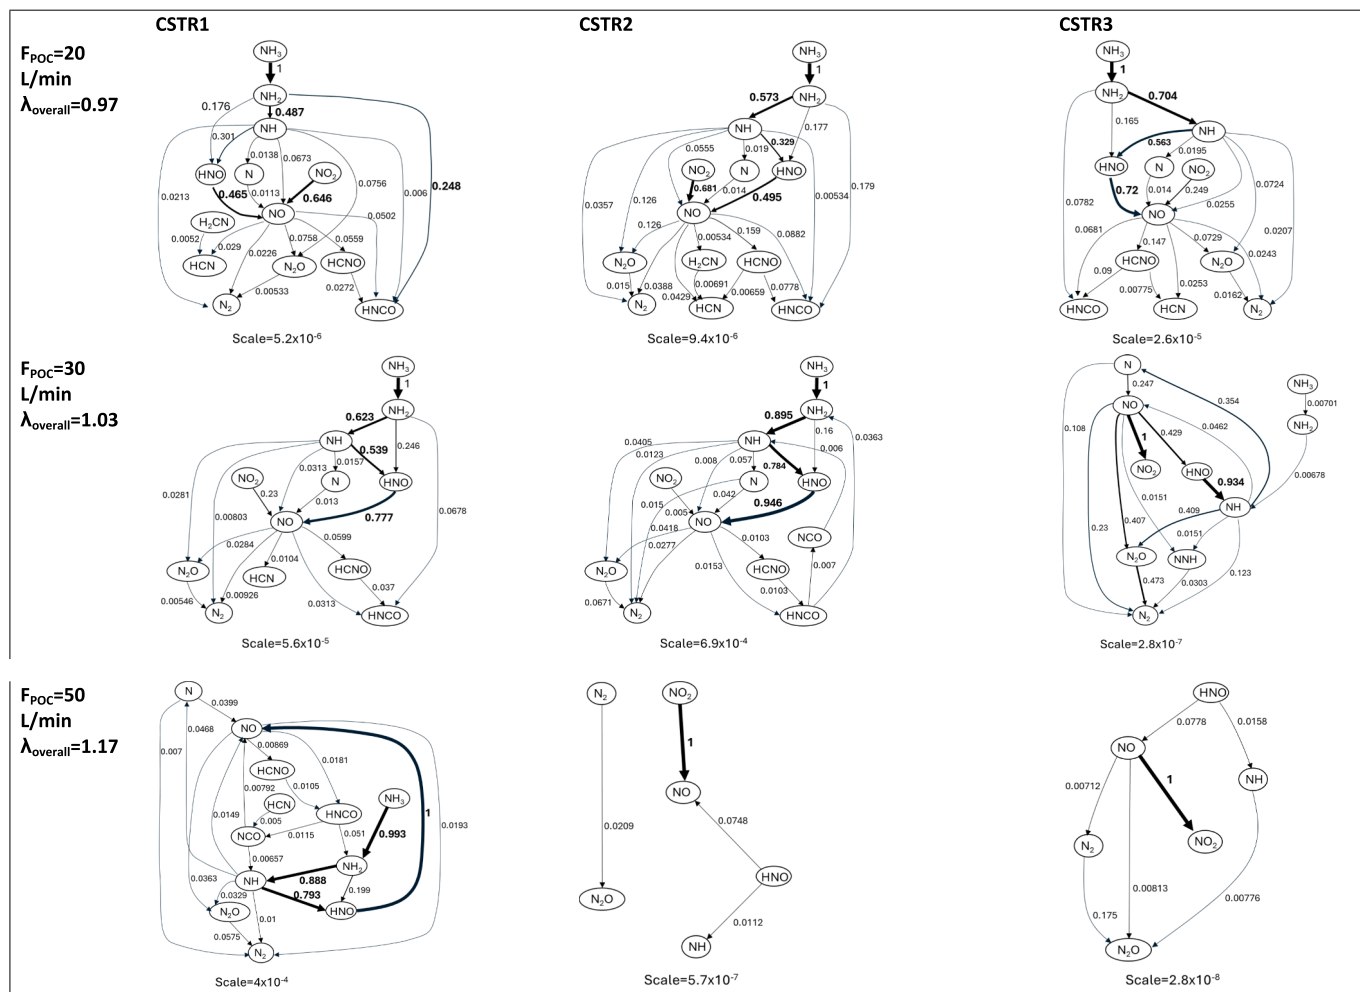 CSTR1
CSTR2
CSTR3
F_POC=20
L/min
λ_overall=0.97
NH₃
1
NH₂
0.176
0.487
NH
0.301
0.0138
0.0673
HNO
N
NO₂
0.0213
0.465
0.0113
0.646
0.0756
0.006
0.248
NO
H₂CN
0.0502
0.0052
0.029
0.0758
0.0559
0.0226
HCN
N₂O
HCNO
0.00533
0.0272
N₂
HNCO
Scale=5.2x10⁻⁶
NH₃
1
0.573
NH₂
NH
0.177
0.0555
0.019
0.329
NO₂
N
HNO
0.681
0.014
0.495
0.00534
0.179
0.0357
0.126
NO
0.126
0.00534
0.159
0.0882
N₂O
H₂CN
HCNO
0.015
0.0388
0.0429
0.00691
0.00659
0.0778
N₂
HCN
HNCO
Scale=9.4x10⁻⁶
NH₃
1
NH₂
0.704
0.165
NH
0.563
0.0195
HNO
N
NO₂
0.72
0.014
0.249
0.0724
0.0255
0.0782
NO
0.0207
0.0681
0.147
0.0729
0.0243
HCNO
N₂O
0.09
0.00775
0.0253
0.0162
HNCO
HCN
N₂
Scale=2.6x10⁻⁵
F_POC=30
L/min
λ_overall=1.03
NH₃
1
NH₂
0.623
NH
0.539
0.246
0.0313
0.0157
NO₂
N
HNO
0.0281
0.23
0.013
0.777
0.0678
0.00803
NO
0.0284
0.0104
0.0599
N₂O
HCN
HCNO
0.00546
0.00926
0.0313
0.037
N₂
HNCO
Scale=5.6x10⁻⁵
NH₃
1
NH₂
0.895
0.16
0.0363
NH
0.0405
0.0123
0.008
0.057
0.784
0.006
NO₂
N
HNO
0.015
0.005
0.042
0.946
NO
0.0418
0.0277
0.0103
NCO
N₂O
0.0153
HCNO
0.007
0.0671
0.0103
N₂
HNCO
Scale=6.9x10⁻⁴
N
0.247
0.354
NH₃
0.00701
NO
0.108
0.429
0.0462
NH₂
1
NO₂
HNO
0.934
0.00678
0.0151
NH
0.23
0.407
0.409
0.0151
N₂O
NNH
0.473
0.0303
0.123
N₂
Scale=2.8x10⁻⁷
F_POC=50
L/min
λ_overall=1.17
N
0.0399
0.0468
NO
0.007
0.00869
0.0181
HCNO
0.00792
0.0105
HCN
NH₃
0.0149
0.005
HNCO
1
0.0193
NCO
0.0115
0.051
0.993
0.00657
NH₂
NH
0.888
0.0363
0.0329
0.793
0.199
N₂O
HNO
0.01
0.0575
N₂
Scale=4x10⁻⁴
N₂
NO₂
1
NO
0.0209
0.0748
HNO
N₂O
0.0112
NH
Scale=5.7x10⁻⁷
HNO
0.0778
0.0158
NO
NH
0.00712
1
N₂
NO₂
0.00813
0.00776
0.175
N₂O
Scale=2.8x10⁻⁸